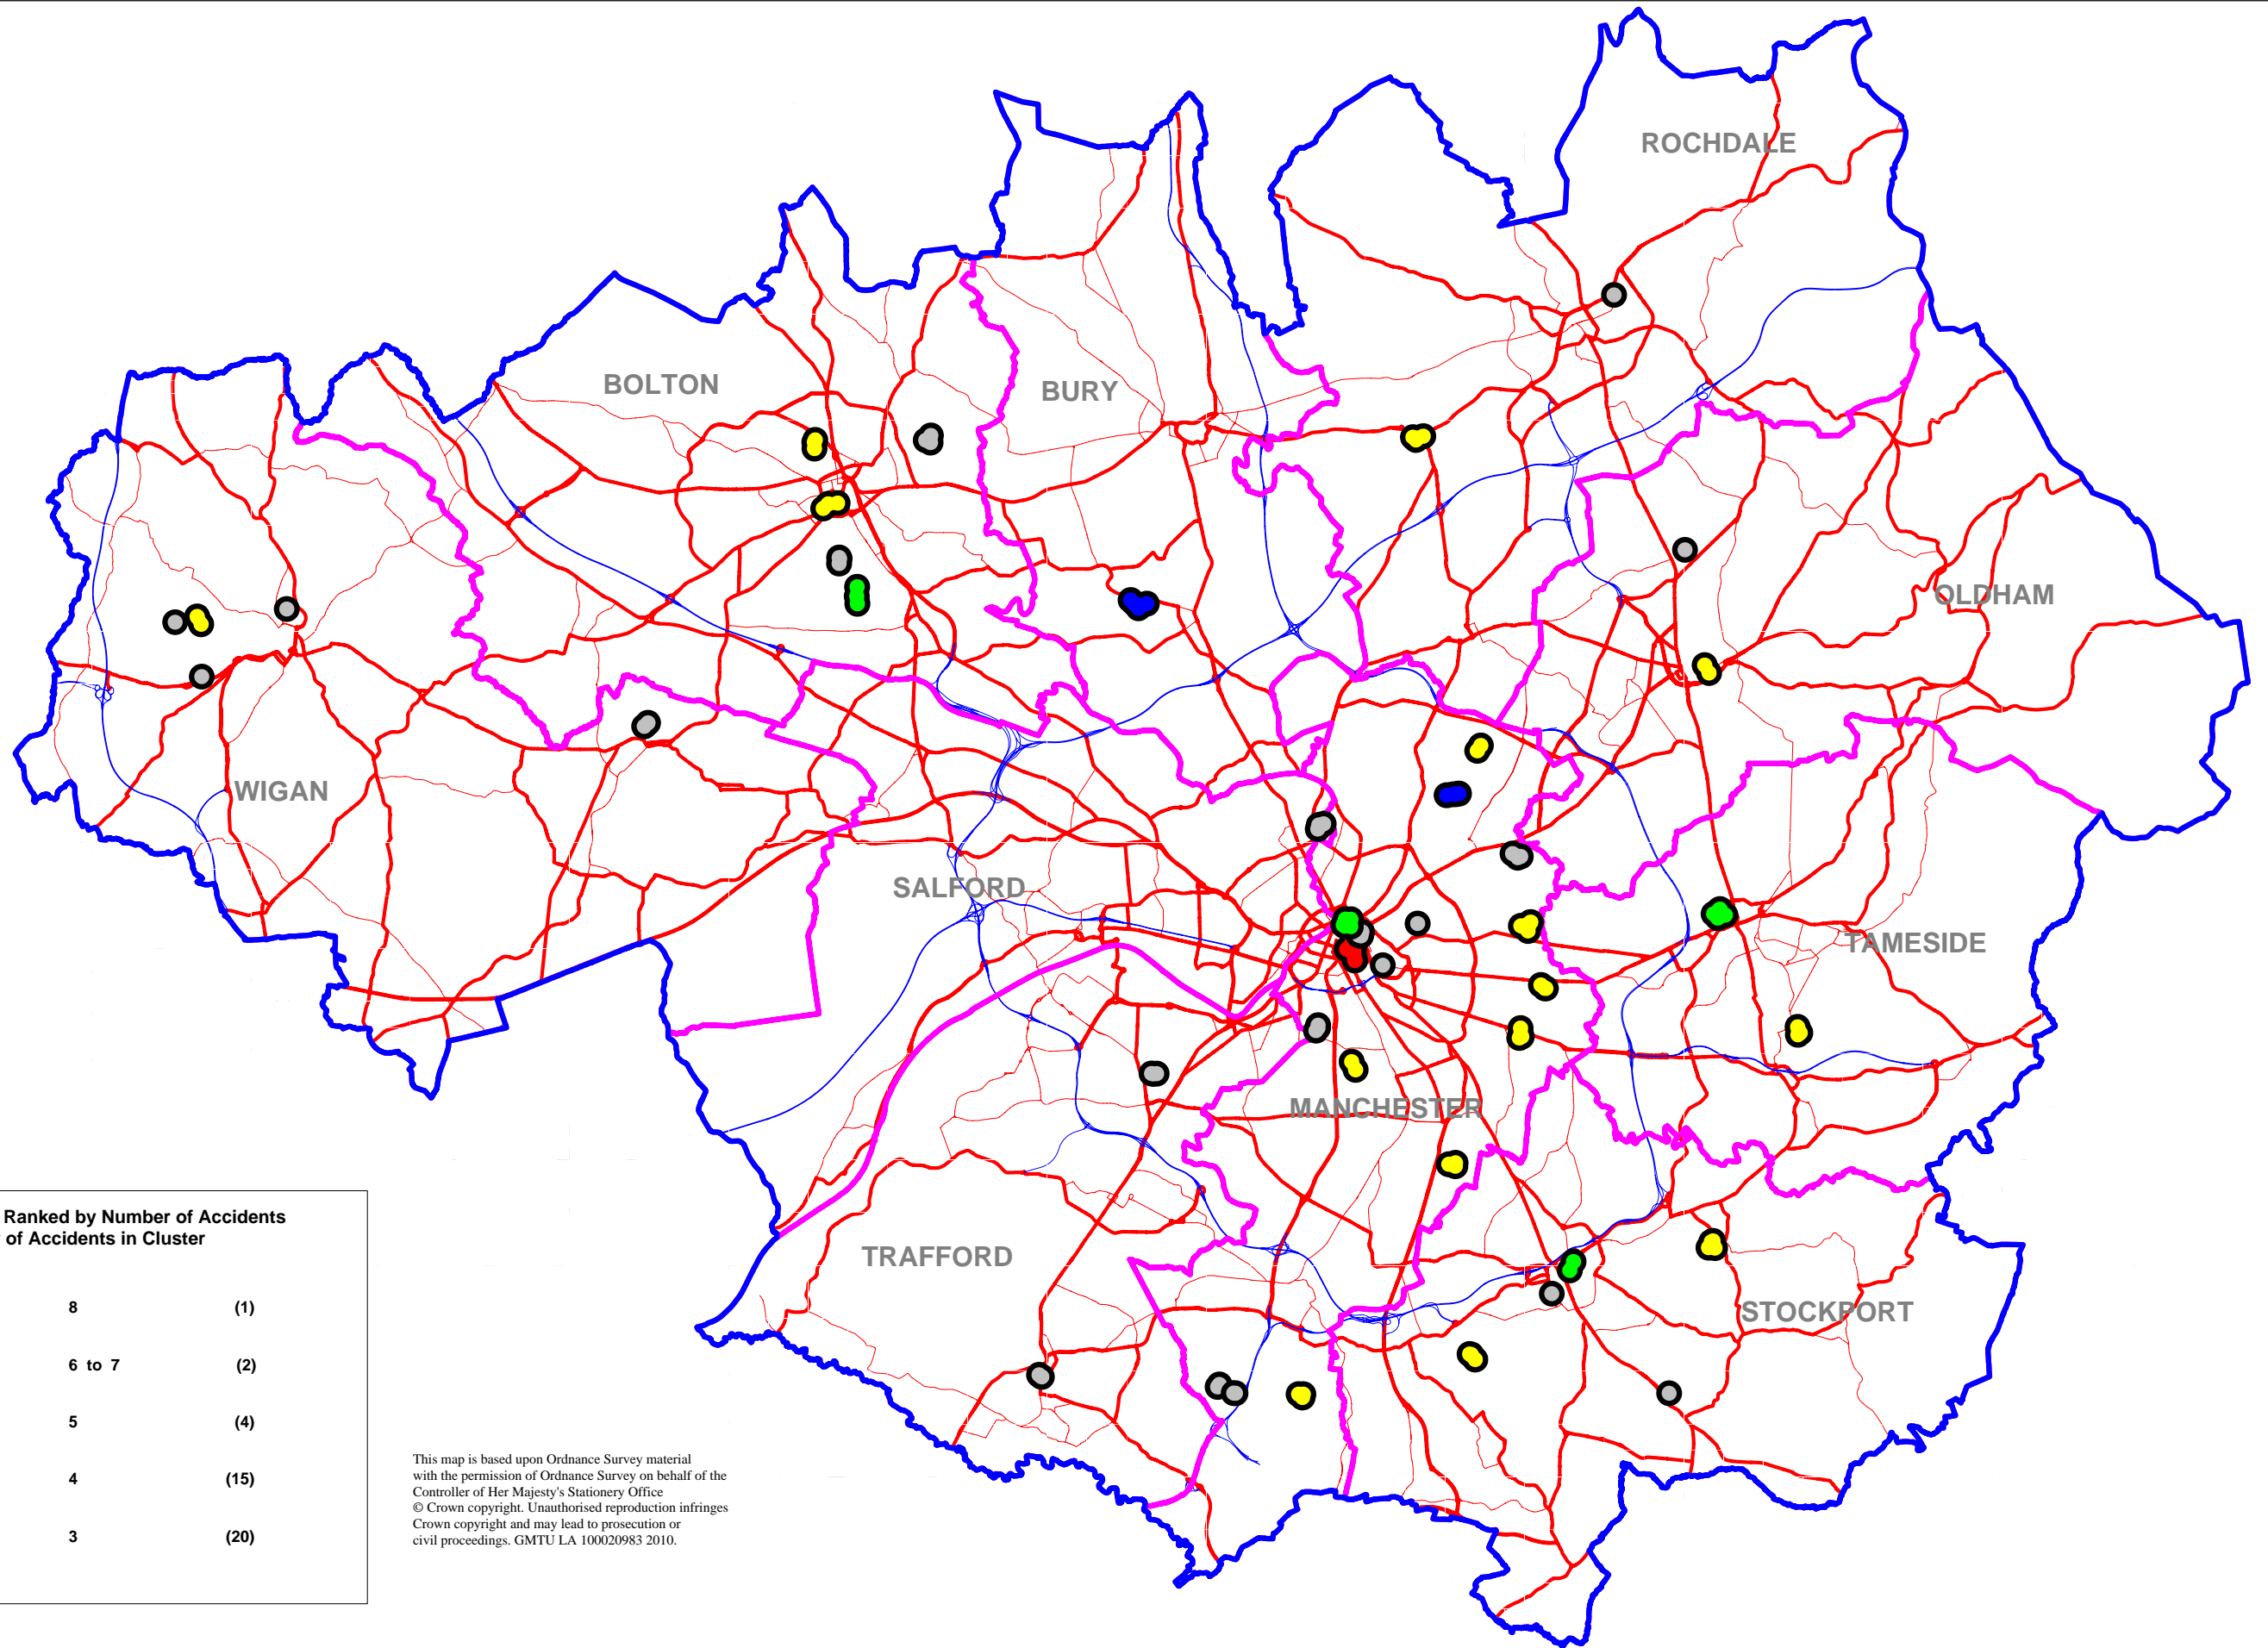 ROCHDALE
BOLTON
BURY
OLDHAM
WIGAN
SALFORD
TAMESIDE
MANCHESTER
TRAFFORD
STOCKPORT
Ranked by Number of Accidents
of Accidents in Cluster
8 (1)
6 to 7 (2)
5 (4)
4 (15)
3 (20)
This map is based upon Ordnance Survey material
with the permission of Ordnance Survey on behalf of the
Controller of Her Majesty's Stationery Office
© Crown copyright. Unauthorised reproduction infringes
Crown copyright and may lead to prosecution or
civil proceedings. GMTU LA 100020983 2010.